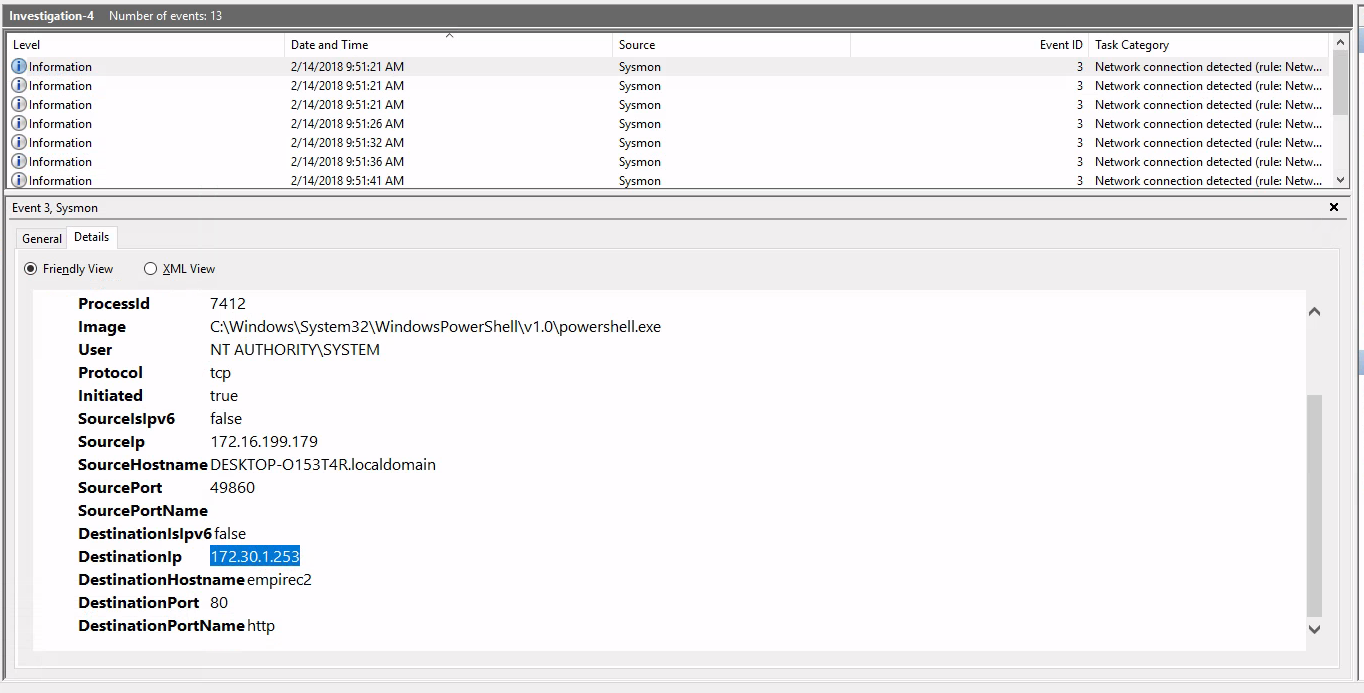 Investigation-4 Number of events: 13
Level Date and Time Source Event ID Task Category
Information 2/14/2018 9:51:21 AM Sysmon 3 Network connection detected (rule: Netw...
Information 2/14/2018 9:51:21 AM Sysmon 3 Network connection detected (rule: Netw...
Information 2/14/2018 9:51:21 AM Sysmon 3 Network connection detected (rule: Netw...
Information 2/14/2018 9:51:26 AM Sysmon 3 Network connection detected (rule: Netw...
Information 2/14/2018 9:51:32 AM Sysmon 3 Network connection detected (rule: Netw...
Information 2/14/2018 9:51:36 AM Sysmon 3 Network connection detected (rule: Netw...
Information 2/14/2018 9:51:41 AM Sysmon 3 Network connection detected (rule: Netw...
Event 3, Sysmon
General Details
Friendly View XML View
ProcessId 7412
Image C:\Windows\System32\WindowsPowerShell\v1.0\powershell.exe
User NT AUTHORITY\SYSTEM
Protocol tcp
Initiated true
SourceIsIpv6 false
SourceIp 172.16.199.179
SourceHostname DESKTOP-O153T4R.localdomain
SourcePort 49860
SourcePortName
DestinationIsIpv6 false
DestinationIp 172.30.1.253
DestinationHostname empirec2
DestinationPort 80
DestinationPortName http